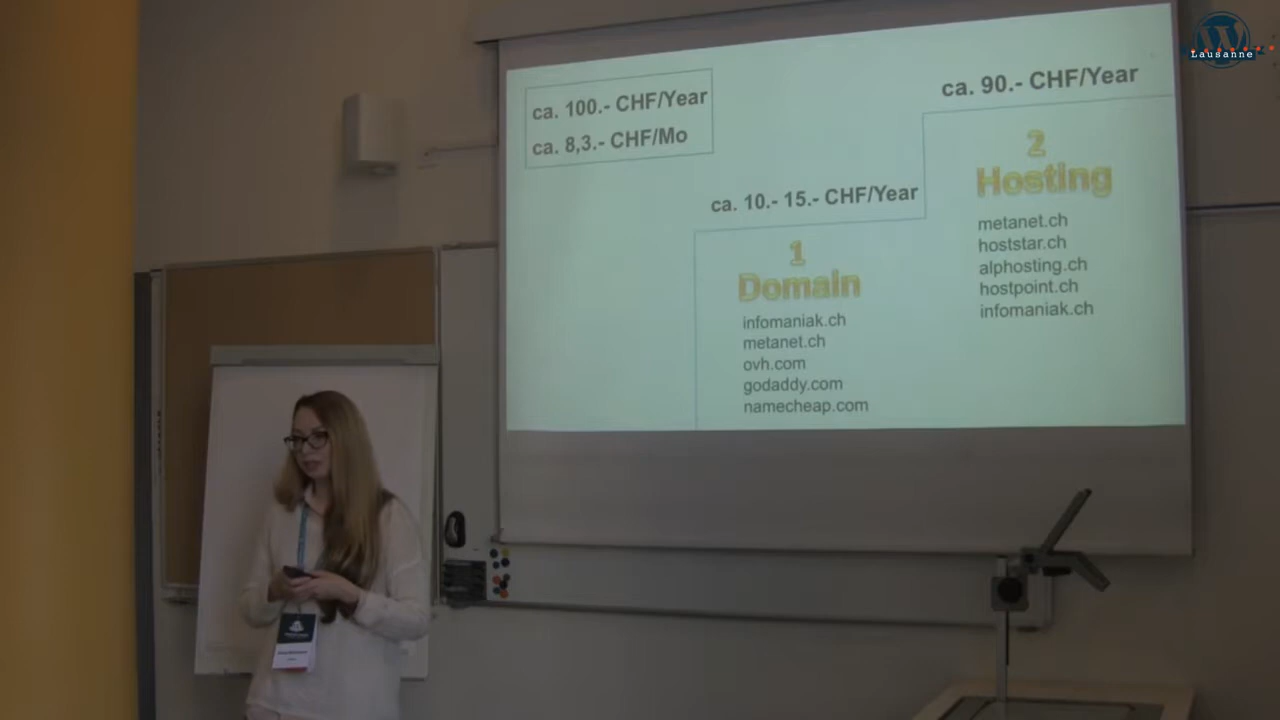 ca. 100.- CHF/Year
ca. 8,3.- CHF/Mo
ca. 10.- 15.- CHF/Year
1
Domain
infomaniak.ch
metanet.ch
ovh.com
godaddy.com
namecheap.com
ca. 90.- CHF/Year
2
Hosting
metanet.ch
hoststar.ch
alphosting.ch
hostpoint.ch
infomaniak.ch
W
Lausanne